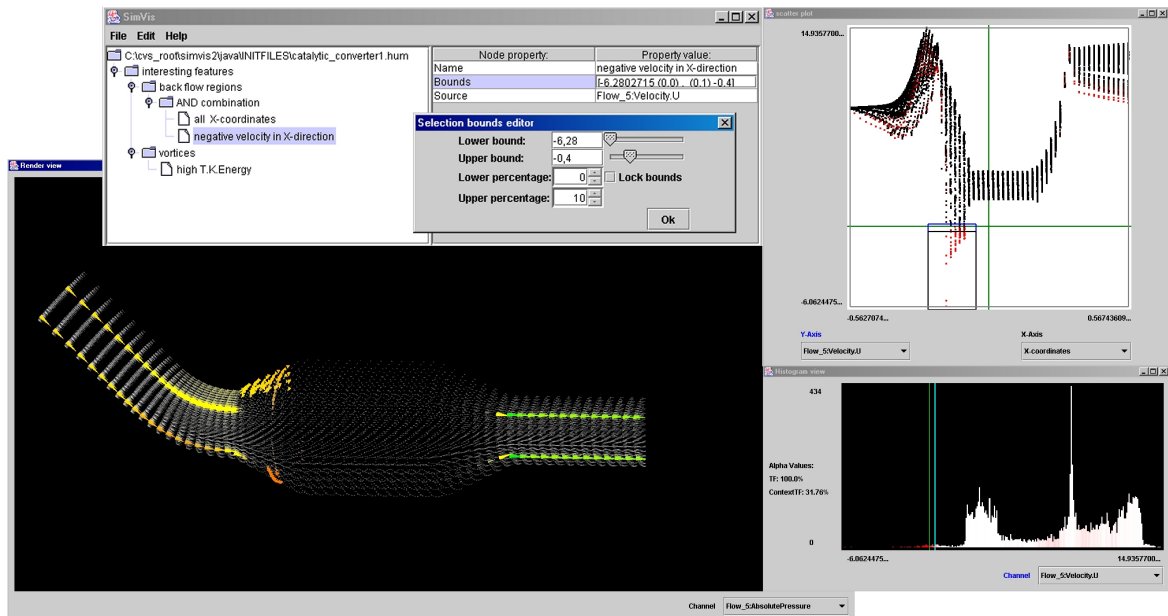 SimVis
File Edit Help
C:\cvs_root\simvis2\java\INITFILES\catalytic_converter1.hum
interesting features
back flow regions
AND combination
all X-coordinates
negative velocity in X-direction
vortices
high T.K.Energy
Node property: Property value:
Name negative velocity in X-direction
Bounds [-6.2802715 (0.0) , (0.1) -0.4]
Source Flow_5:Velocity.U
Selection bounds editor
Lower bound: -6,28
Upper bound: -0,4
Lower percentage: 0 Lock bounds
Upper percentage: 10
Ok
Render view
Channel Flow_5:AbsolutePressure
scatter plot
14.9357700...
-6.0624475...
-0.5627074... 0.56743609...
Y-Axis X-Axis
Flow_5:Velocity.U X-coordinates
Histogram view
434
Alpha Values:
TF: 100.0%
ContextTF: 31.76%
0
-6.0624475... 14.9357700...
Channel Flow_5:Velocity.U